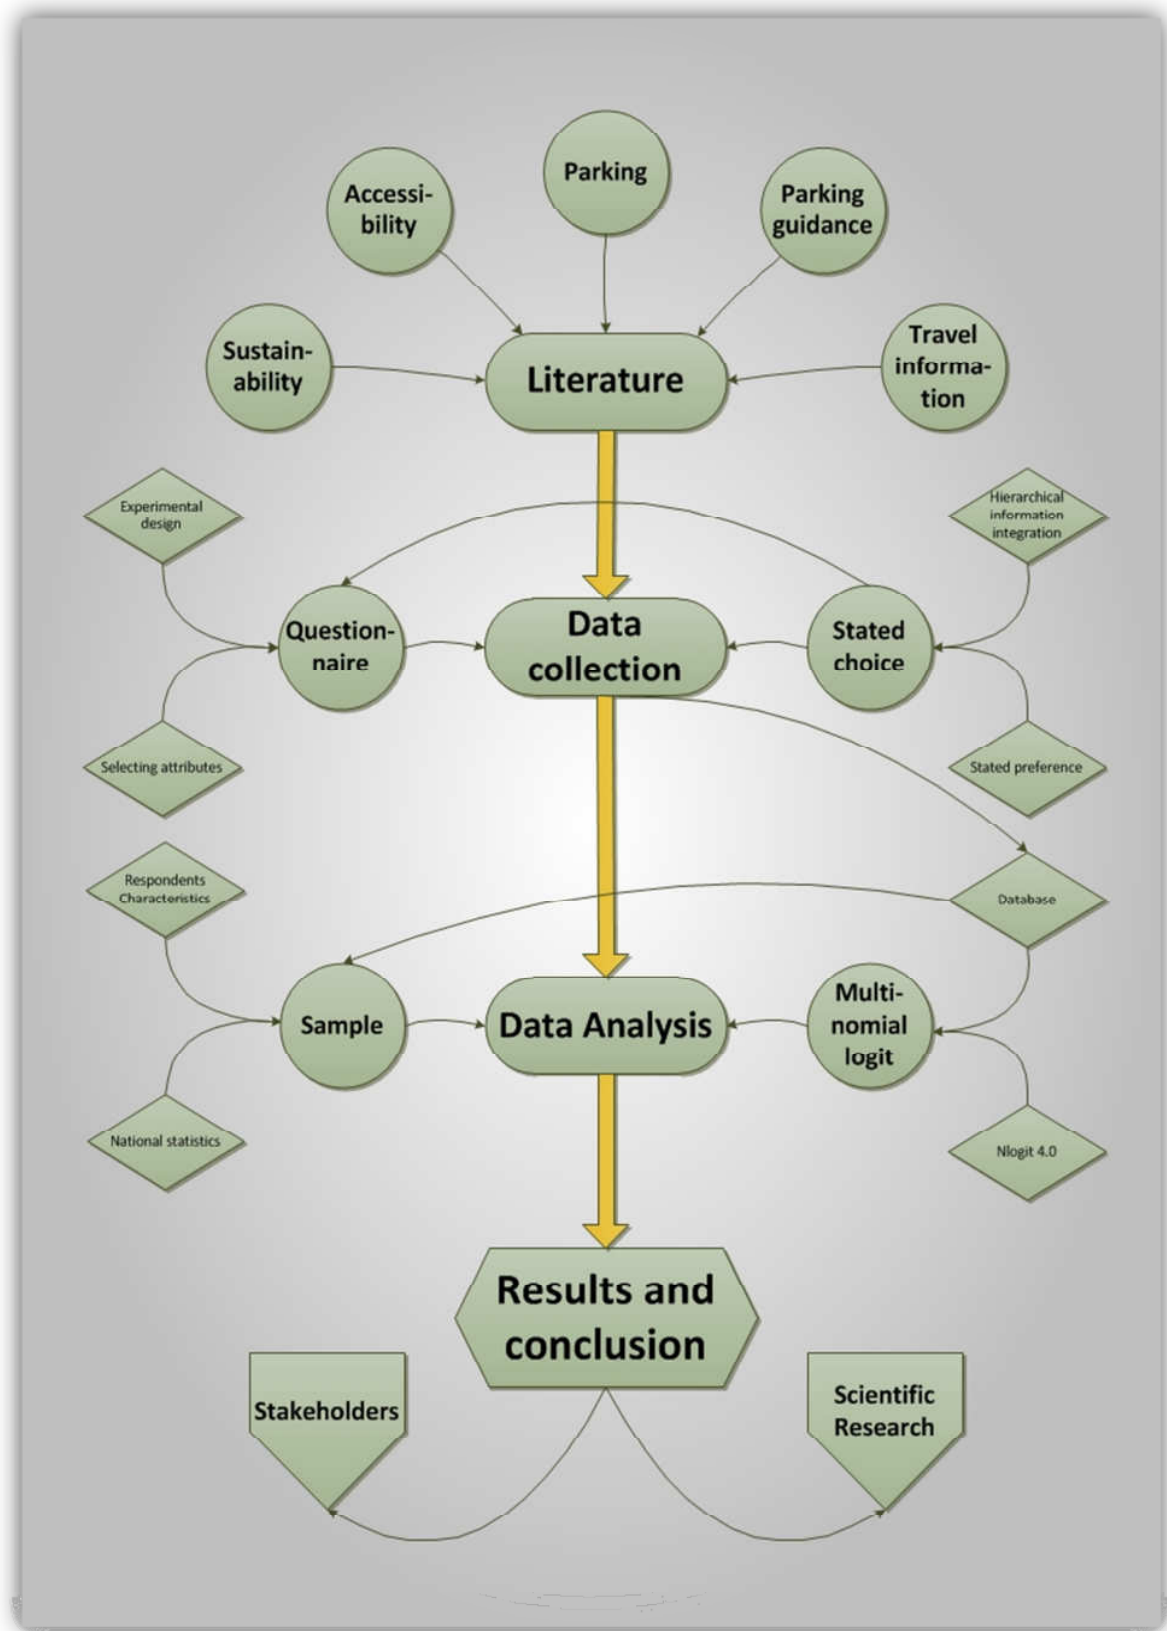 Parking
Accessi-
bility
Parking
guidance
Sustain-
ability
Literature
Travel
informa-
tion
Experimental
design
Hierarchical
information
integration
Question-
naire
Data
collection
Stated
choice
Selecting attributes
Stated preference
Respondents
Characteristics
Database
Sample
Data Analysis
Multi-
nomial
logit
National statistics
Nlogit 4.0
Results and
conclusion
Stakeholders
Scientific
Research